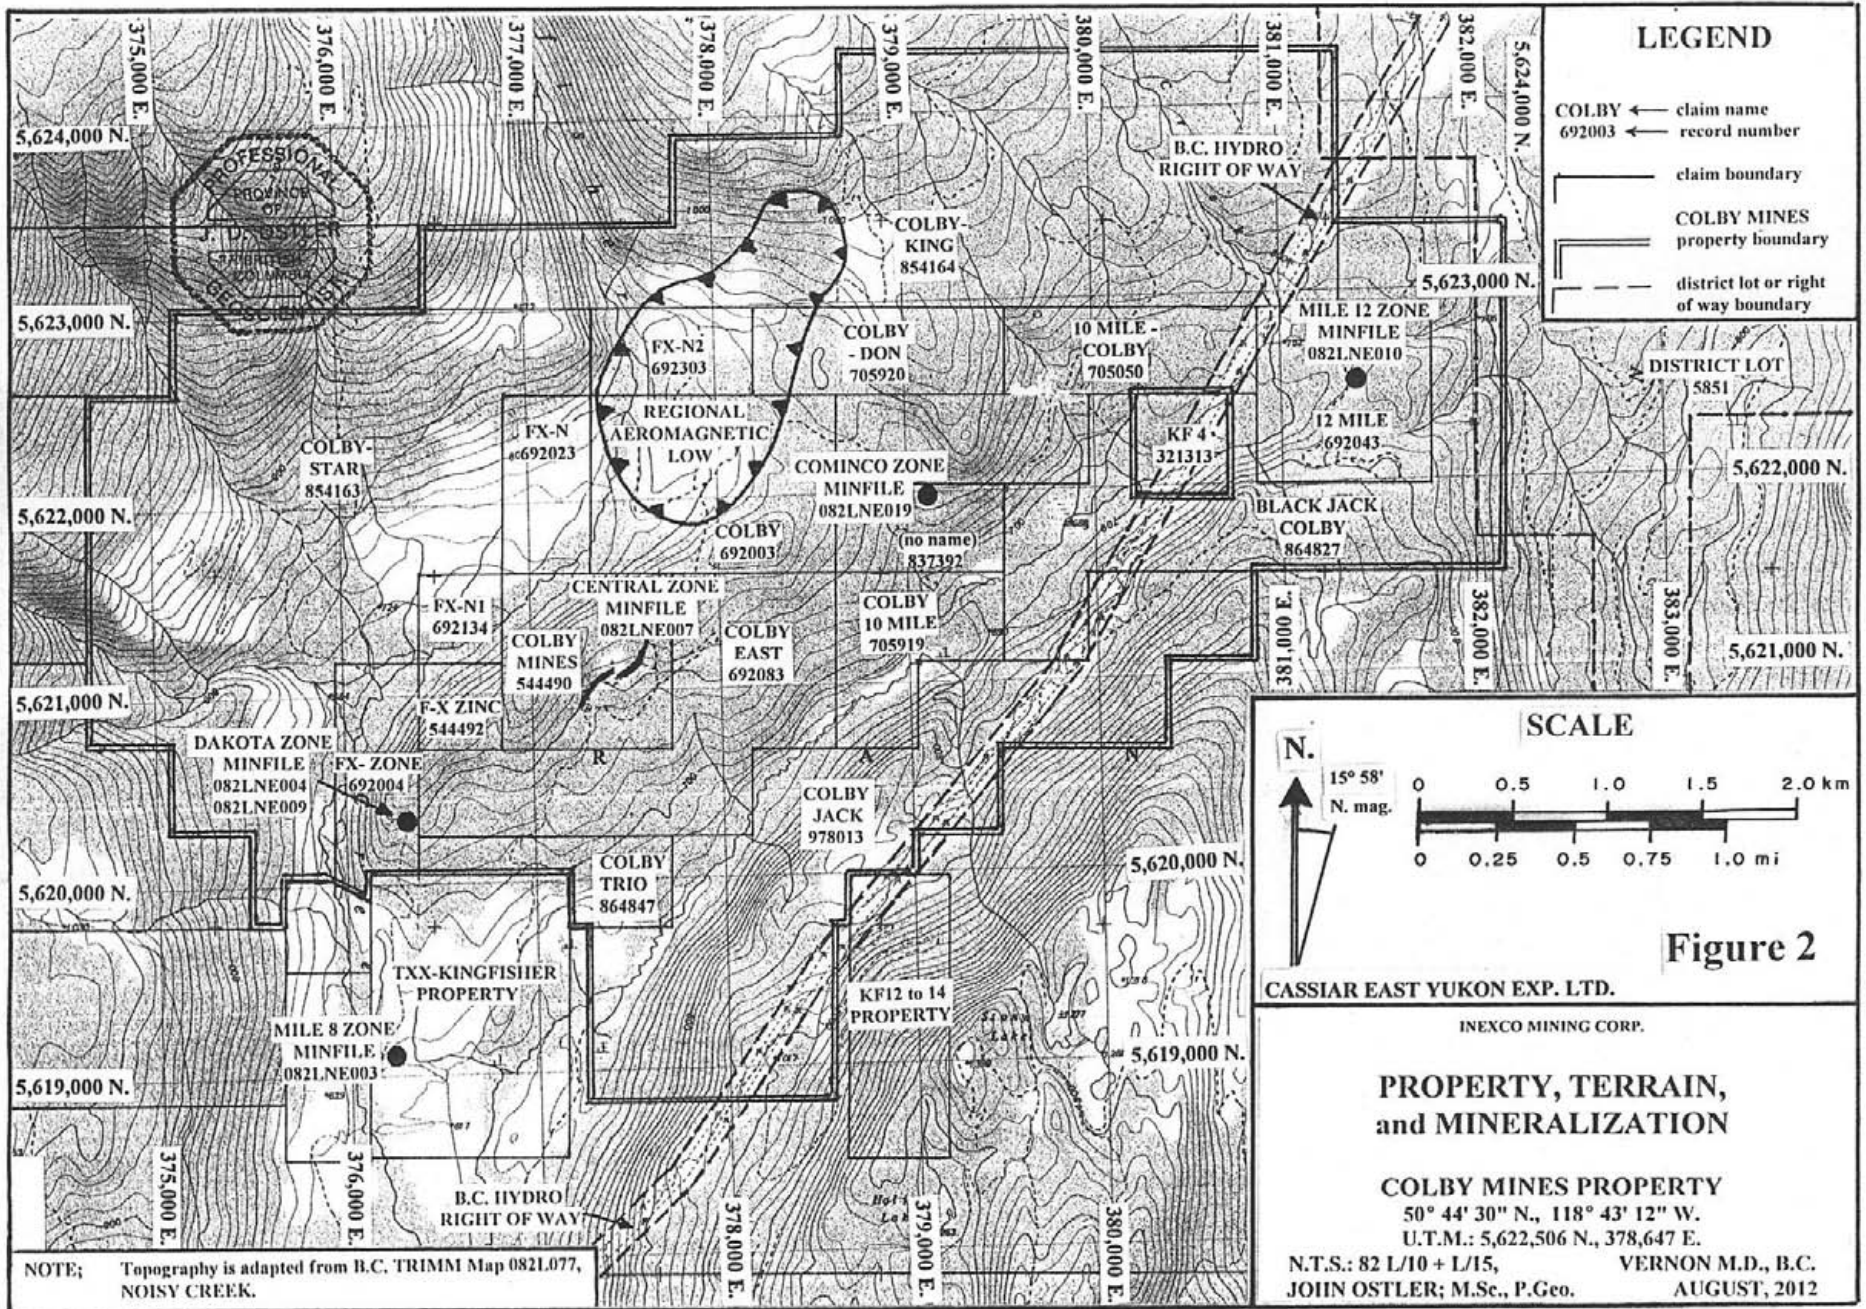 375,000 E.
376,000 E.
377,000 E.
378,000 E.
379,000 E.
380,000 E.
381,000 E.
382,000 E.
5,624,000 N.
5,624,000 N.
PROFESSIONAL
PROVINCE
OF
J. D. OSTLER
BRITISH
COLUMBIA
GEOSCIENTIST
B.C. HYDRO
RIGHT OF WAY
COLBY-
KING
854164
5,623,000 N.
5,623,000 N.
LEGEND
COLBY claim name
692003 record number
claim boundary
COLBY MINES
property boundary
district lot or right
of way boundary
FX-N2
692303
COLBY
- DON
705920
10 MILE -
COLBY
705050
MILE 12 ZONE
MINFILE
082LNE010
DISTRICT LOT
5851
REGIONAL
AEROMAGNETIC
LOW
FX-N
692023
COLBY-
STAR
854163
KF 4
321313
12 MILE
692043
COMINCO ZONE
MINFILE
082LNE019
5,622,000 N.
5,622,000 N.
COLBY
692003
(no name)
837392
BLACK JACK
COLBY
864827
CENTRAL ZONE
MINFILE
082LNE007
FX-N1
692134
COLBY
MINES
544490
COLBY
EAST
692083
COLBY
10 MILE
705919
381,000 E.
382,000 E.
383,000 E.
5,621,000 N.
5,621,000 N.
F-X ZINC
544492
DAKOTA ZONE
MINFILE
082LNE004
082LNE009
FX- ZONE
692004
R
A
N
COLBY
JACK
978013
COLBY
TRIO
864847
5,620,000 N.
5,620,000 N.
TXX-KINGFISHER
PROPERTY
KF12 to 14
PROPERTY
MILE 8 ZONE
MINFILE
082LNE003
5,619,000 N.
5,619,000 N.
375,000 E.
376,000 E.
378,000 E.
379,000 E.
380,000 E.
B.C. HYDRO
RIGHT OF WAY
NOTE; Topography is adapted from B.C. TRIMM Map 082L077,
NOISY CREEK.
SCALE
N.
15° 58'
N. mag.
0 0.5 1.0 1.5 2.0 km
0 0.25 0.5 0.75 1.0 mi
Figure 2
CASSIAR EAST YUKON EXP. LTD.
INEXCO MINING CORP.
PROPERTY, TERRAIN,
and MINERALIZATION
COLBY MINES PROPERTY
50° 44' 30" N., 118° 43' 12" W.
U.T.M.: 5,622,506 N., 378,647 E.
N.T.S.: 82 L/10 + L/15, VERNON M.D., B.C.
JOHN OSTLER; M.Sc., P.Geo. AUGUST, 2012